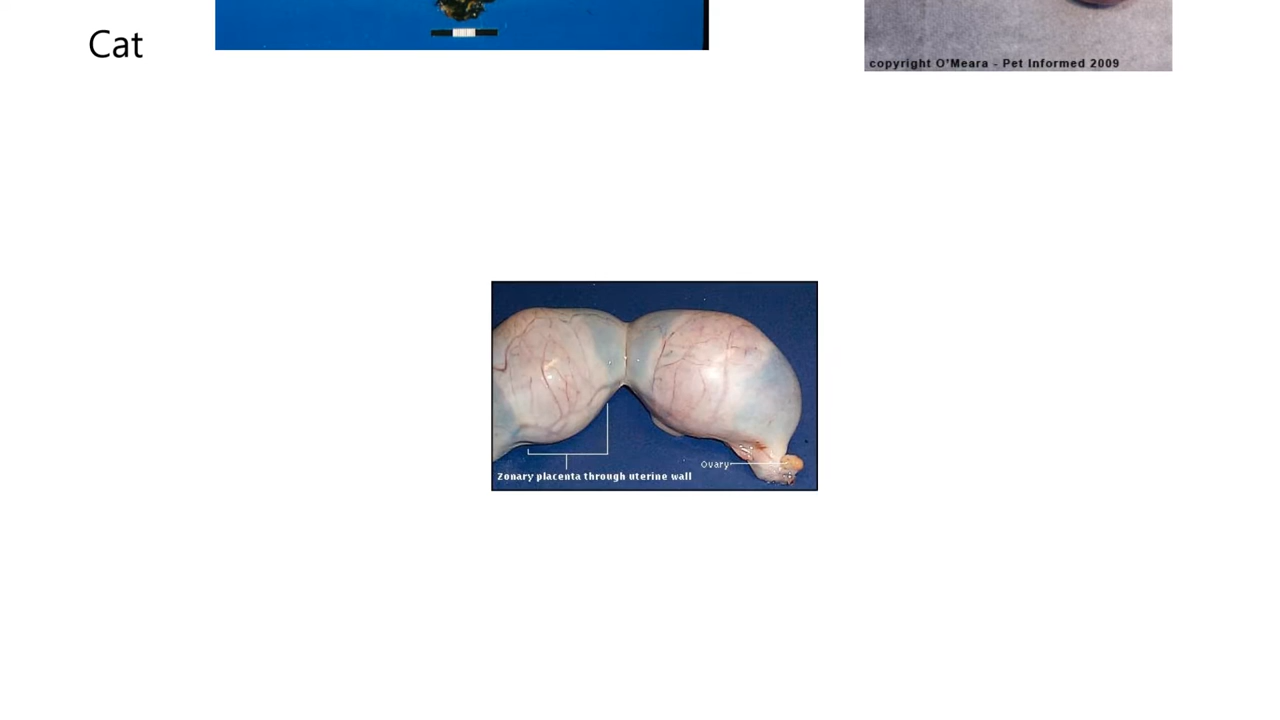 Cat
copyright O'Meara - Pet Informed 2009
Ovary
Zonary placenta through uterine wall